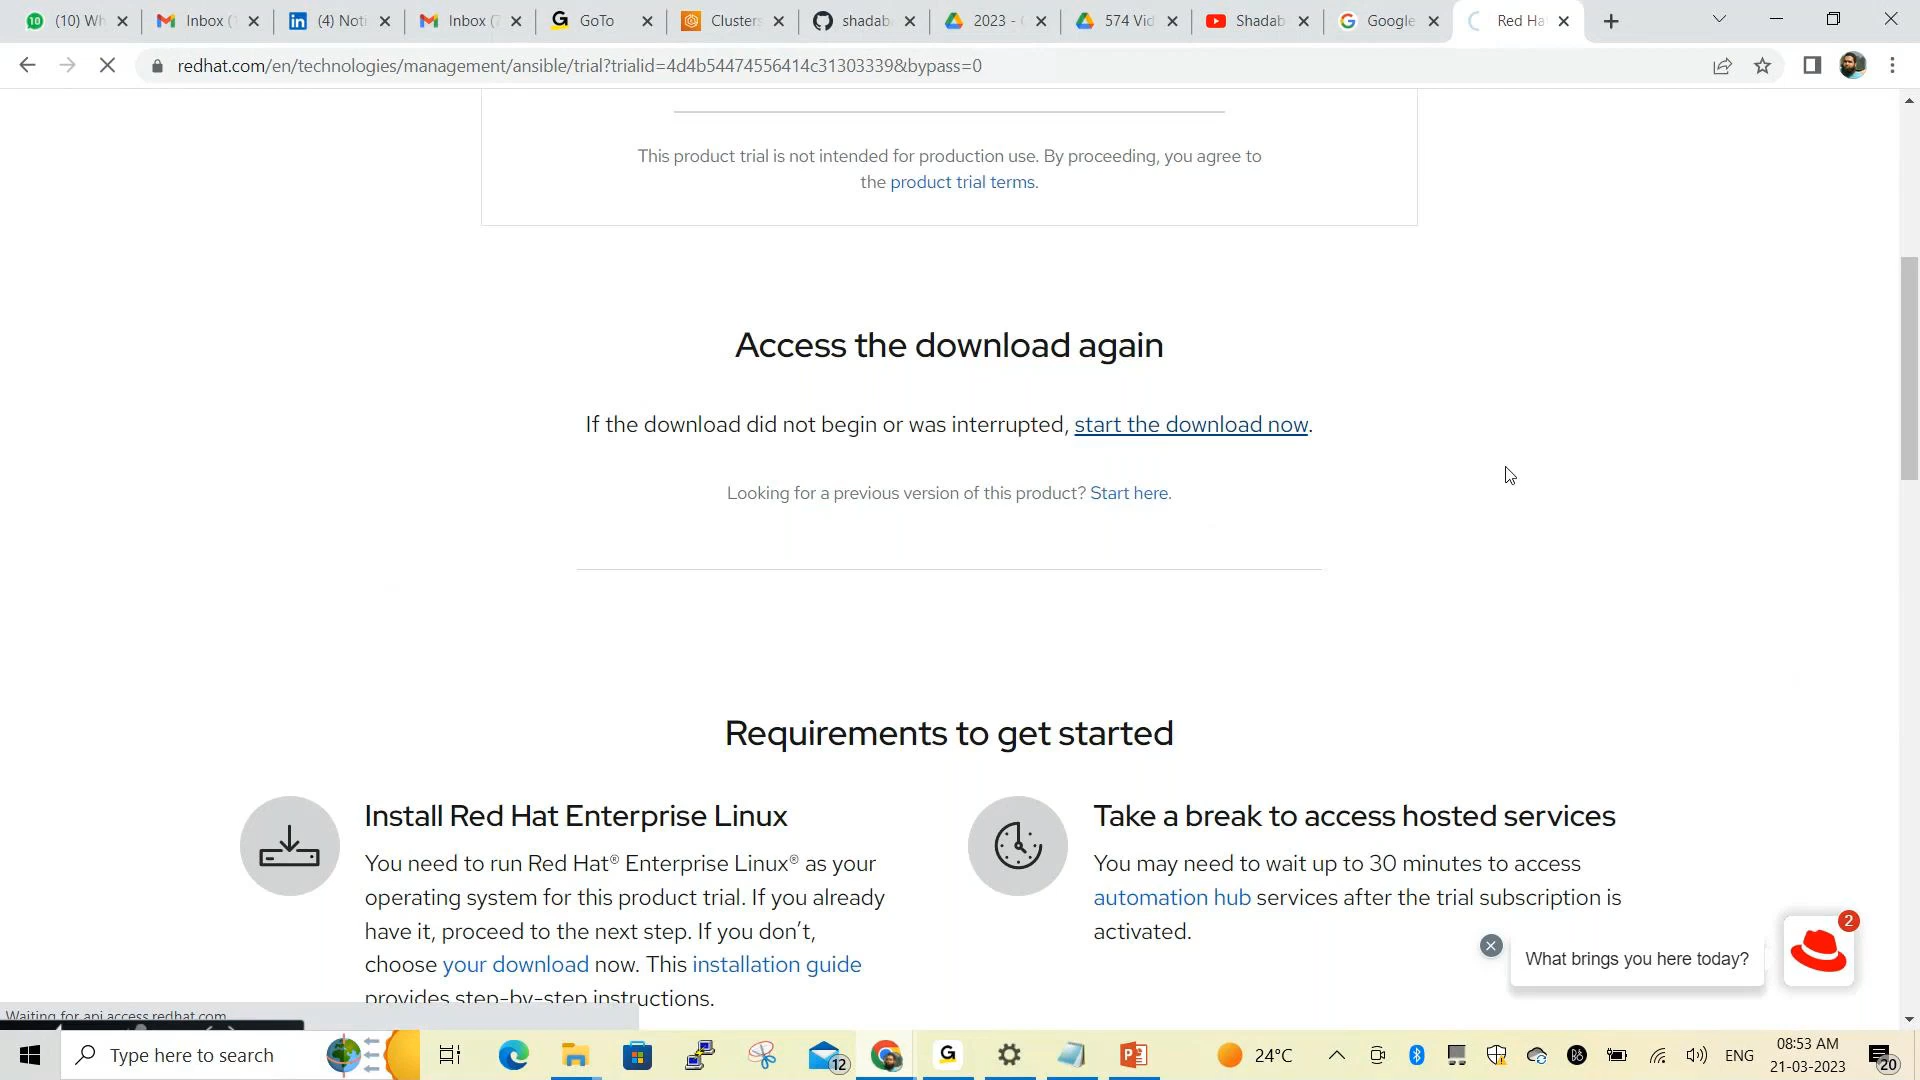 (10) Wh
Inbox (
(4) Noti
Inbox (7
GoTo
Clusters
shadab
2023 -
574 Vid
Shadab
Google
Red Ha
redhat.com/en/technologies/management/ansible/trial?trialid=4d4b54474556414c31303339&bypass=0
This product trial is not intended for production use. By proceeding, you agree to
the product trial terms.
Access the download again
If the download did not begin or was interrupted, start the download now.
Looking for a previous version of this product? Start here.
Requirements to get started
Install Red Hat Enterprise Linux
You need to run Red Hat® Enterprise Linux® as your
operating system for this product trial. If you already
have it, proceed to the next step. If you don't,
choose your download now. This installation guide
provides step-by-step instructions.
Take a break to access hosted services
You may need to wait up to 30 minutes to access
automation hub services after the trial subscription is
activated.
2
What brings you here today?
Waiting for api.access.redhat.com
Type here to search
12
24°C
ENG
08:53 AM
21-03-2023
20